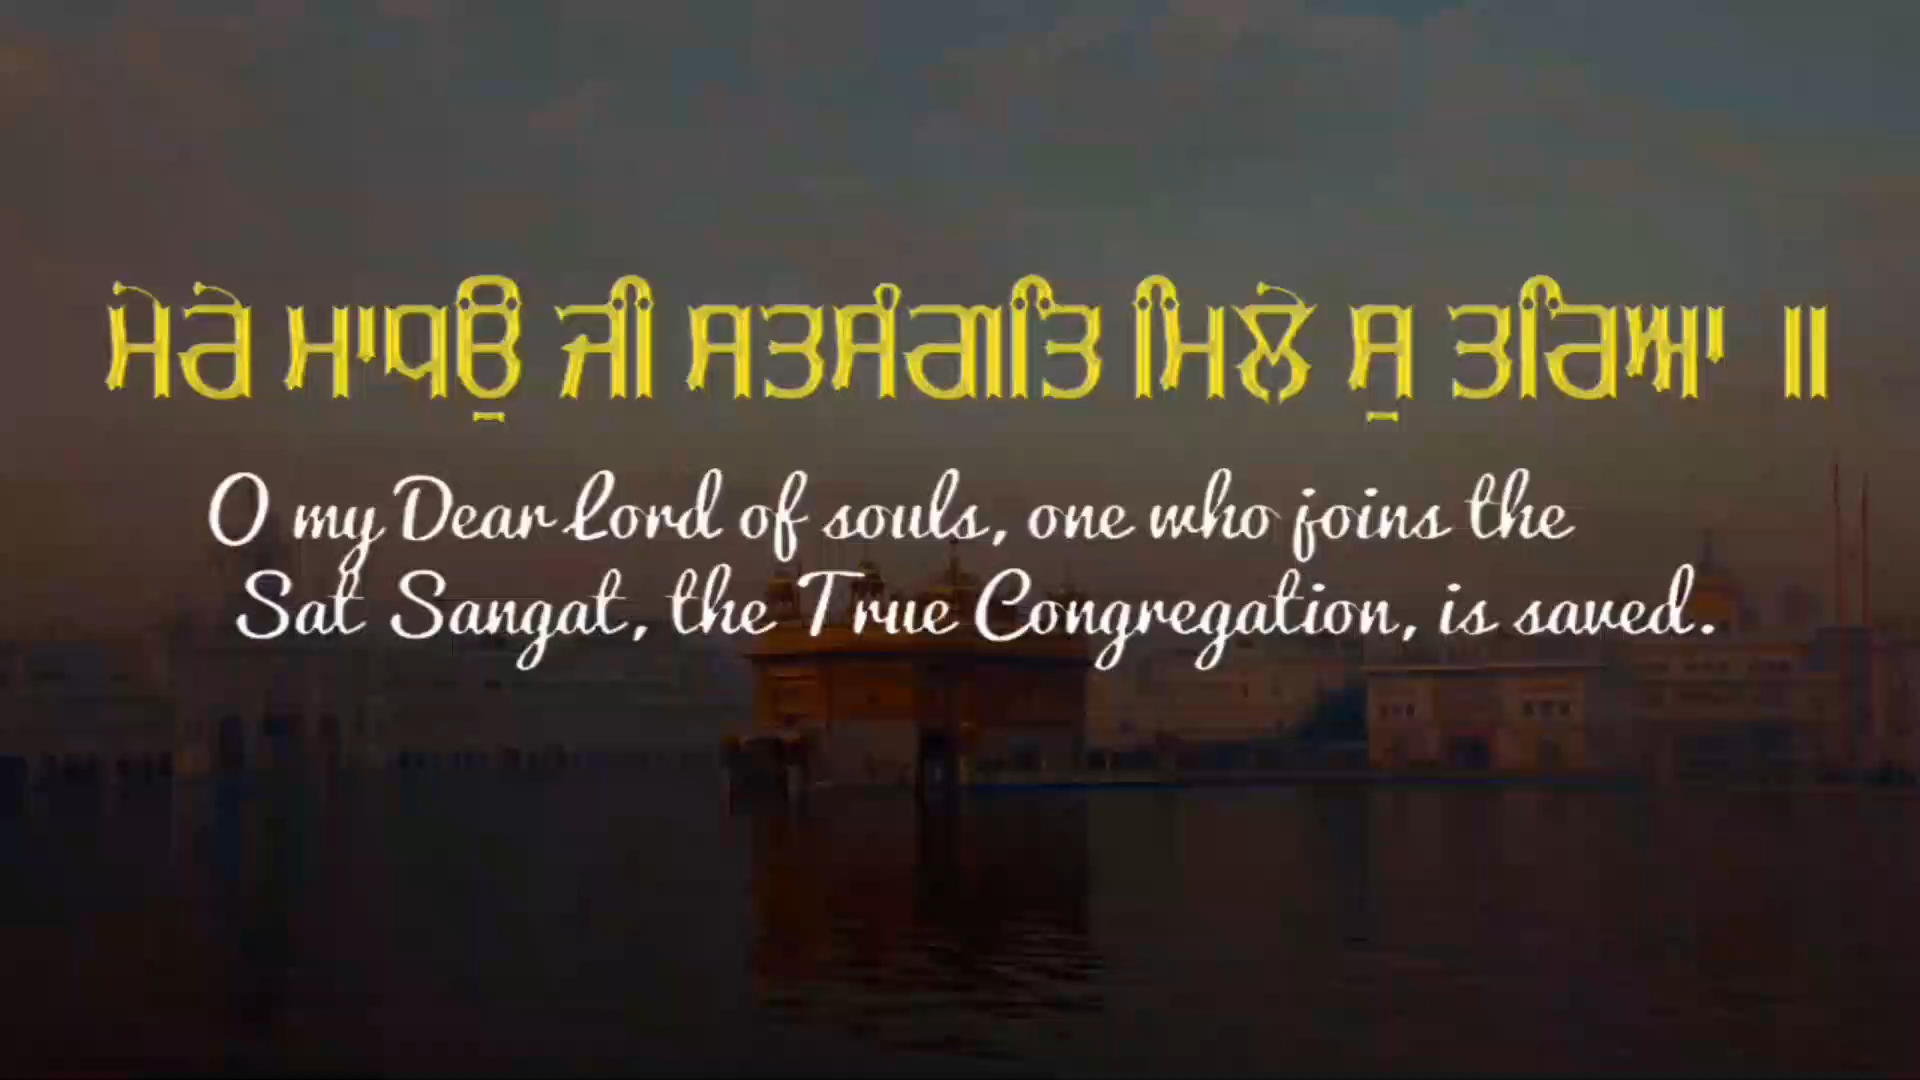 ਮੇਰੇ ਮਾਧਉ ਜੀ ਸਤਸੰਗਤਿ ਮਿਲੇ ਸੁ ਤਰਿਆ ॥
O my Dear Lord of souls, one who joins the
Sat Sangat, the True Congregation, is saved.